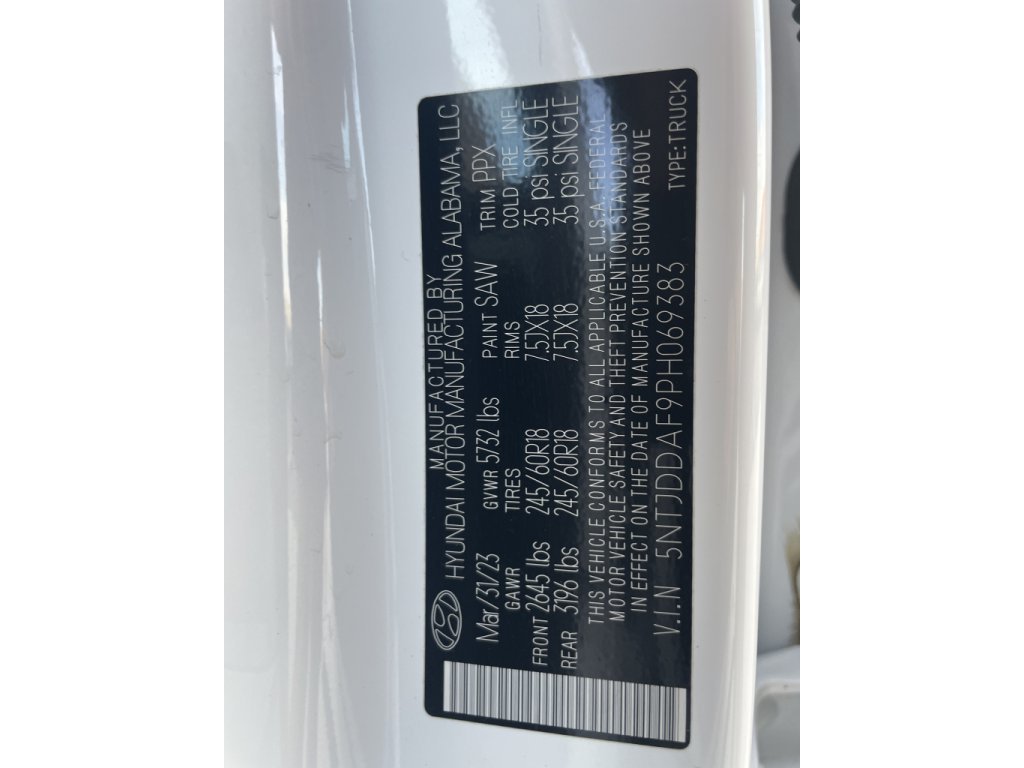 MANUFACTURED BY
HYUNDAI MOTOR MANUFACTURING ALABAMA, LLC
Mar/31/23 GVWR 5732 lbs PAINT SAW TRIM PPX
GAWR TIRES RIMS COLD TIRE INFL
FRONT 2645 lbs 245/60R18 7.5JX18 35 psi SINGLE
REAR 3196 lbs 245/60R18 7.5JX18 35 psi SINGLE
THIS VEHICLE CONFORMS TO ALL APPLICABLE U.S.A. FEDERAL
MOTOR VEHICLE SAFETY AND THEFT PREVENTION STANDARDS
IN EFFECT ON THE DATE OF MANUFACTURE SHOWN ABOVE
V.I.N 5NTJDDAF9PH069383 TYPE:TRUCK